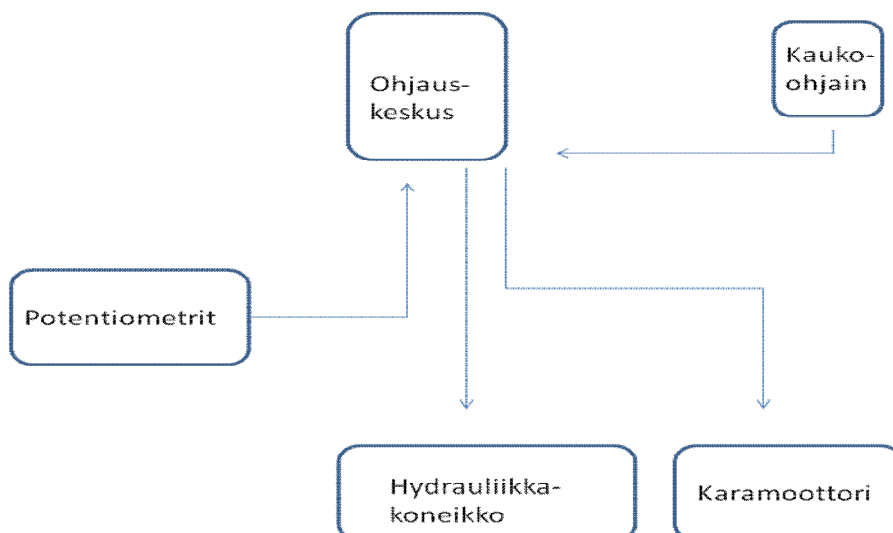 Ohjaus-
keskus
Kauko-
ohjain
Potentiometrit
Hydrauliikka-
koneikko
Karamoottori